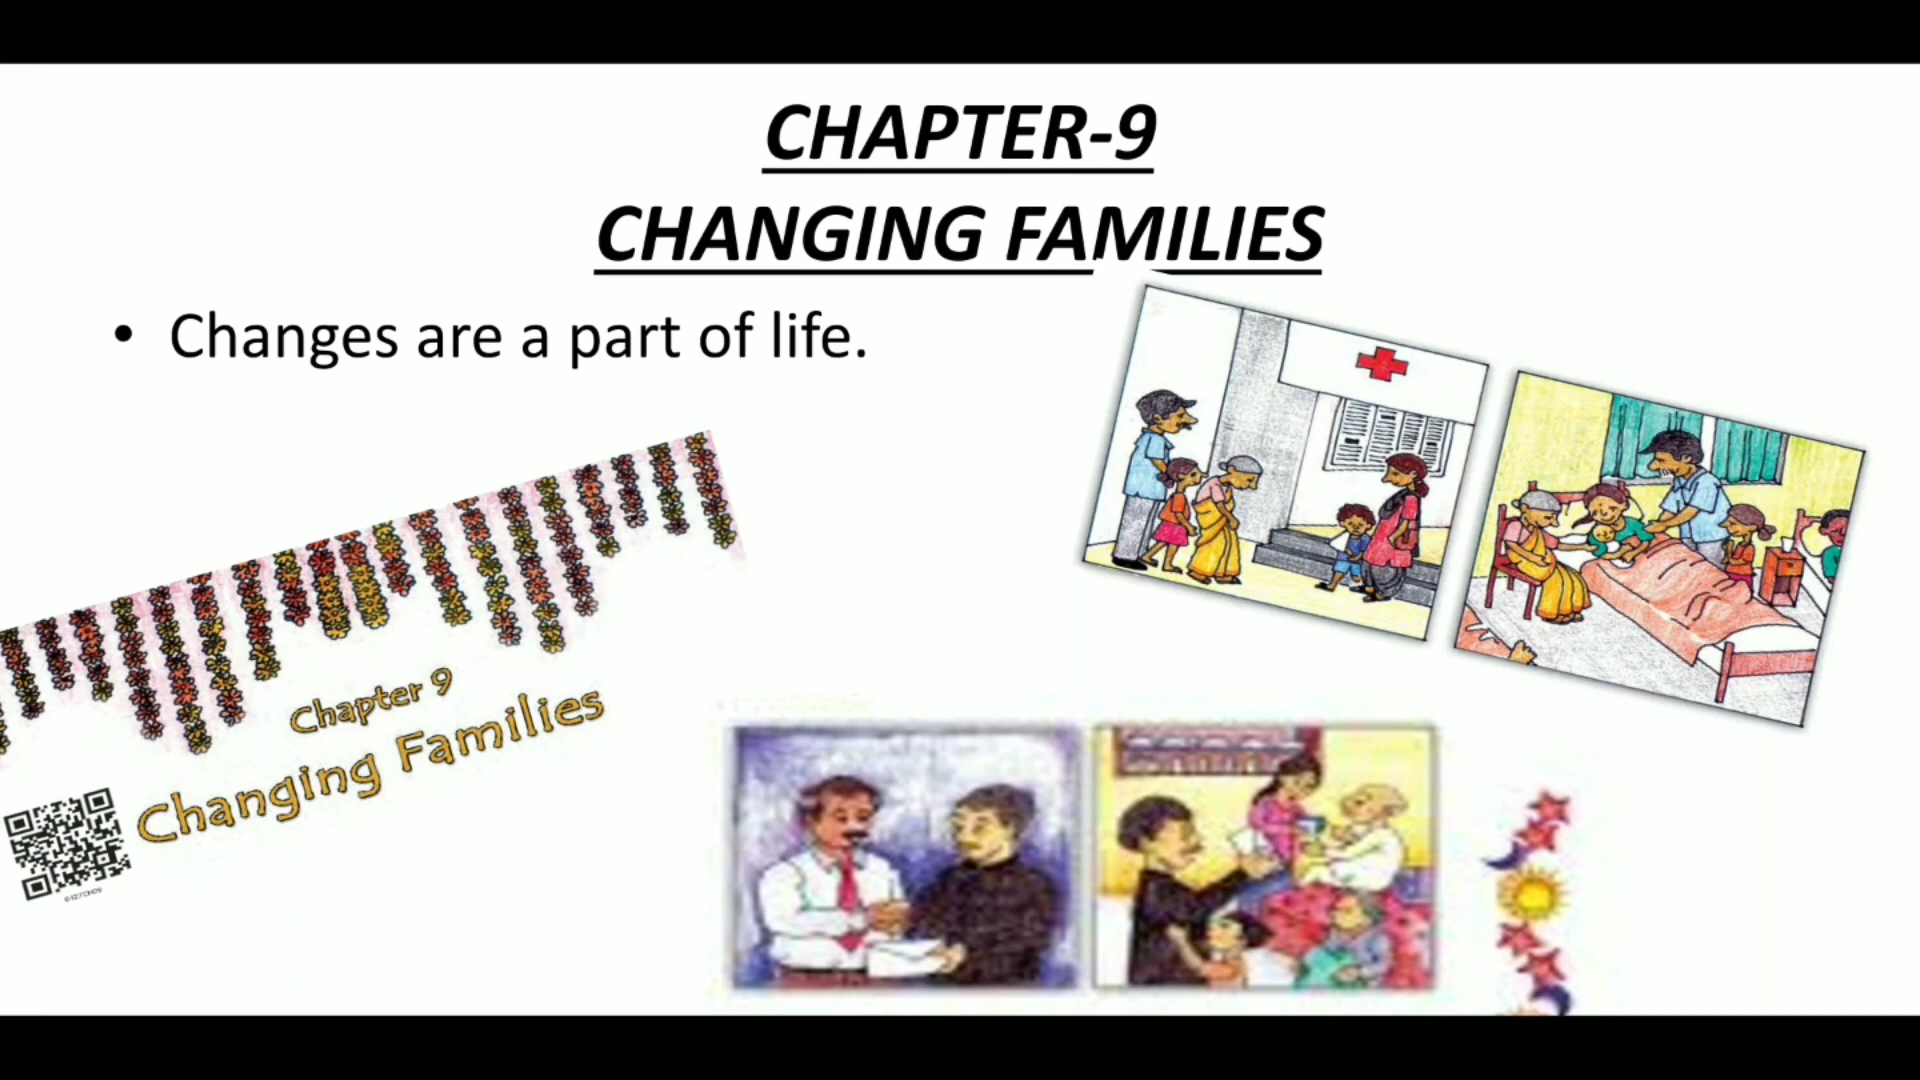 CHAPTER-9
CHANGING FAMILIES
• Changes are a part of life.
Chapter 9
Changing Families